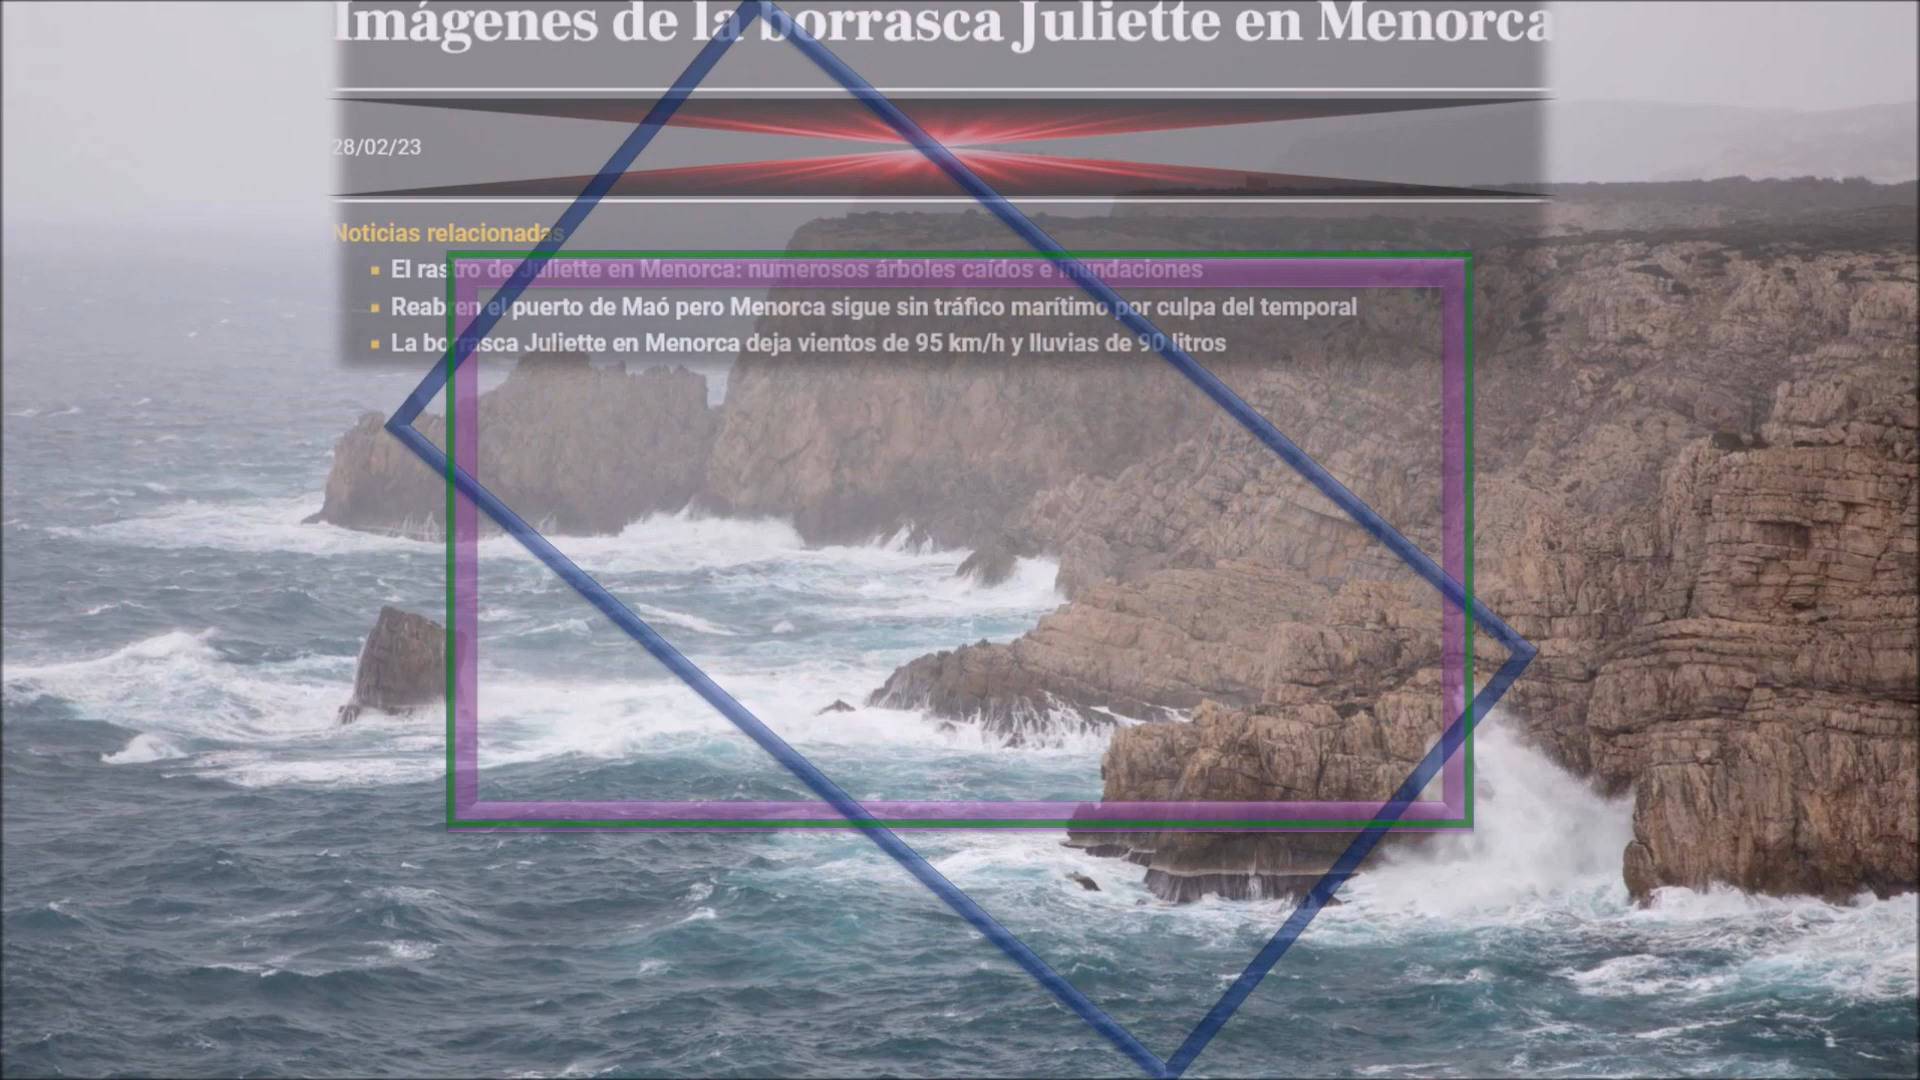 Imágenes de la borrasca Juliette en Menorca
28/02/23
Noticias relacionadas
El rastro de Juliette en Menorca: numerosos árboles caídos e inundaciones
Reabren el puerto de Maó pero Menorca sigue sin tráfico marítimo por culpa del temporal
La borrasca Juliette en Menorca deja vientos de 95 km/h y lluvias de 90 litros